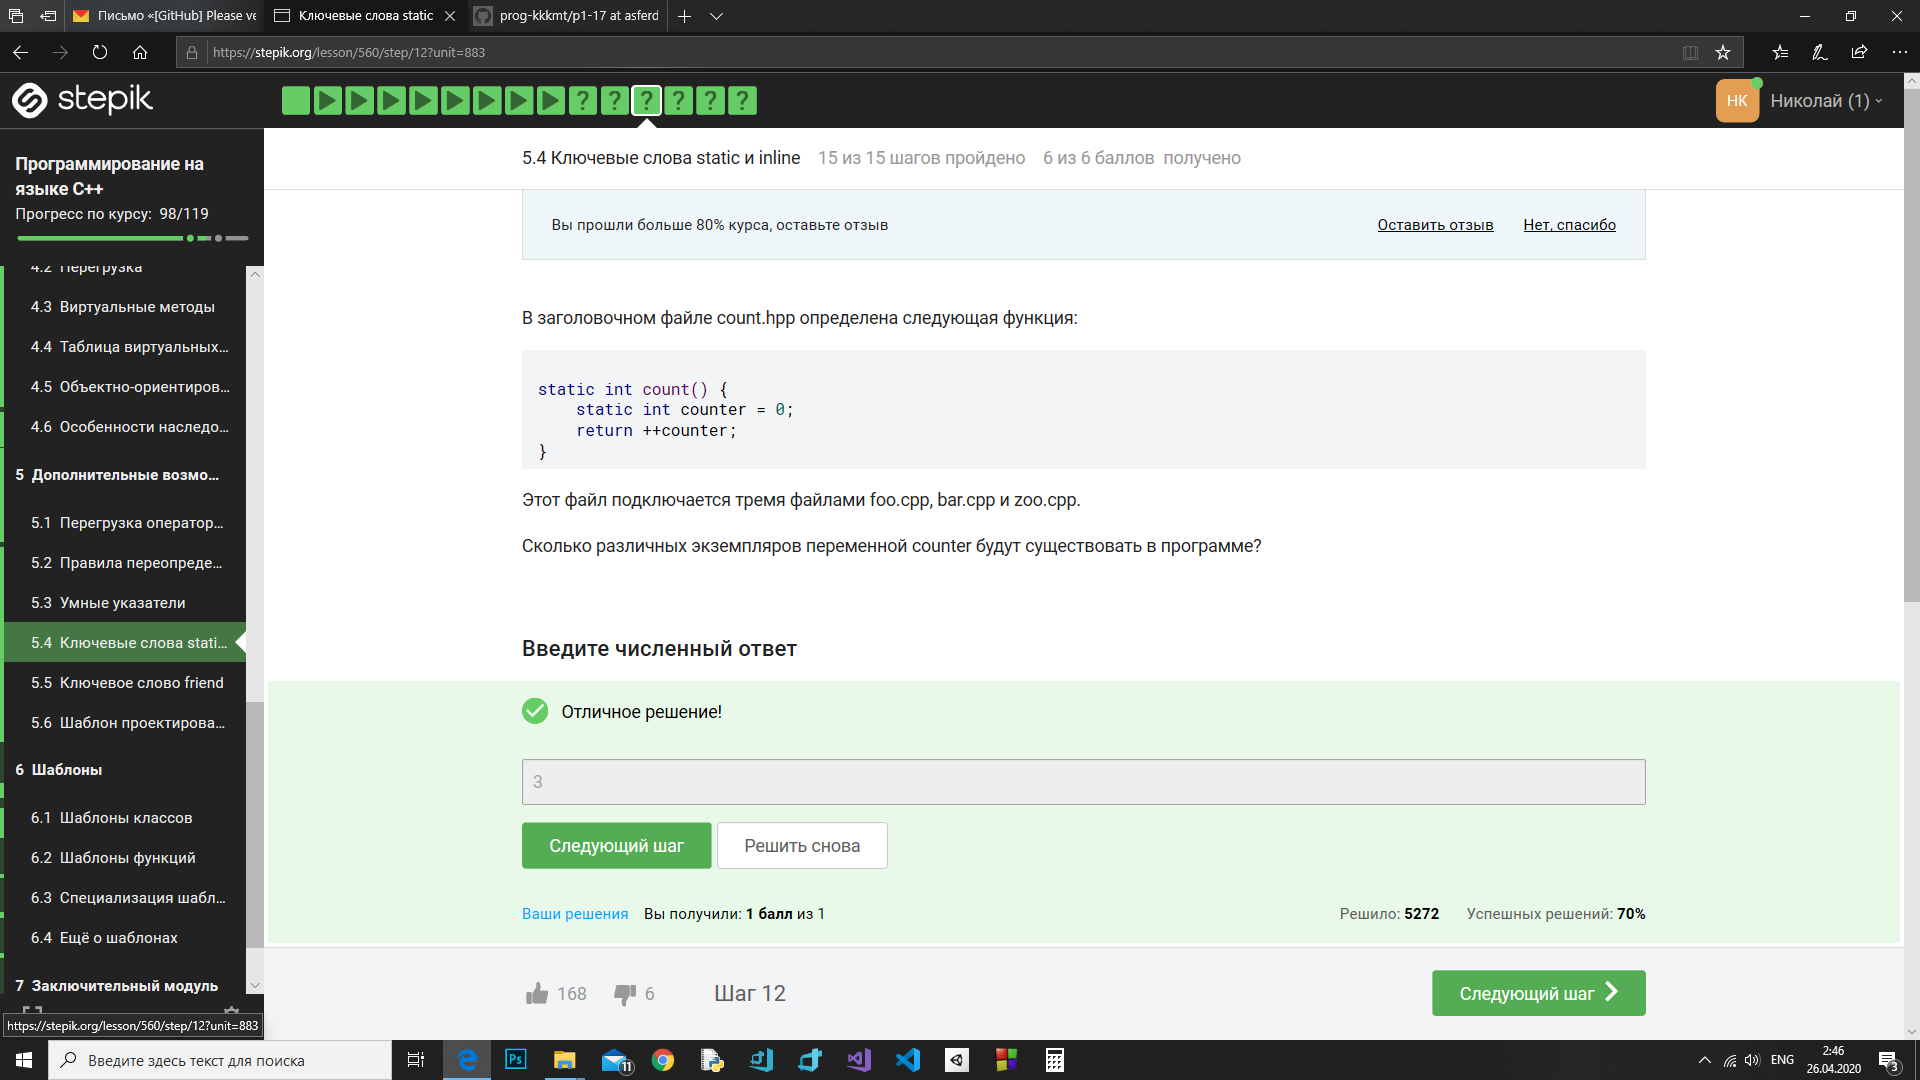 Письмо «[GitHub] Please ve
Ключевые слова static
prog-kkkmt/p1-17 at asferd
https://stepik.org/lesson/560/step/12?unit=883
stepik
? ? ? ? ? ?
НК
Николай (1)
Программирование на
языке C++
Прогресс по курсу: 98/119
4.2 Перегрузка
4.3 Виртуальные методы
4.4 Таблица виртуальных...
4.5 Объектно-ориентиров...
4.6 Особенности наследо...
5 Дополнительные возмо...
5.1 Перегрузка оператор...
5.2 Правила переопреде...
5.3 Умные указатели
5.4 Ключевые слова stati...
5.5 Ключевое слово friend
5.6 Шаблон проектирова...
6 Шаблоны
6.1 Шаблоны классов
6.2 Шаблоны функций
6.3 Специализация шабл...
6.4 Ещё о шаблонах
7 Заключительный модуль
https://stepik.org/lesson/560/step/12?unit=883
5.4 Ключевые слова static и inline 15 из 15 шагов пройдено 6 из 6 баллов получено
Вы прошли больше 80% курса, оставьте отзыв
Оставить отзыв
Нет, спасибо
В заголовочном файле count.hpp определена следующая функция:
static int count() {
static int counter = 0;
return ++counter;
}
Этот файл подключается тремя файлами foo.cpp, bar.cpp и zoo.cpp.
Сколько различных экземпляров переменной counter будут существовать в программе?
Введите численный ответ
Отличное решение!
3
Следующий шаг
Решить снова
Ваши решения Вы получили: 1 балл из 1
Решило: 5272 Успешных решений: 70%
168
6
Шаг 12
Следующий шаг
Введите здесь текст для поиска
Ps
11
ENG
2:46
26.04.2020
3